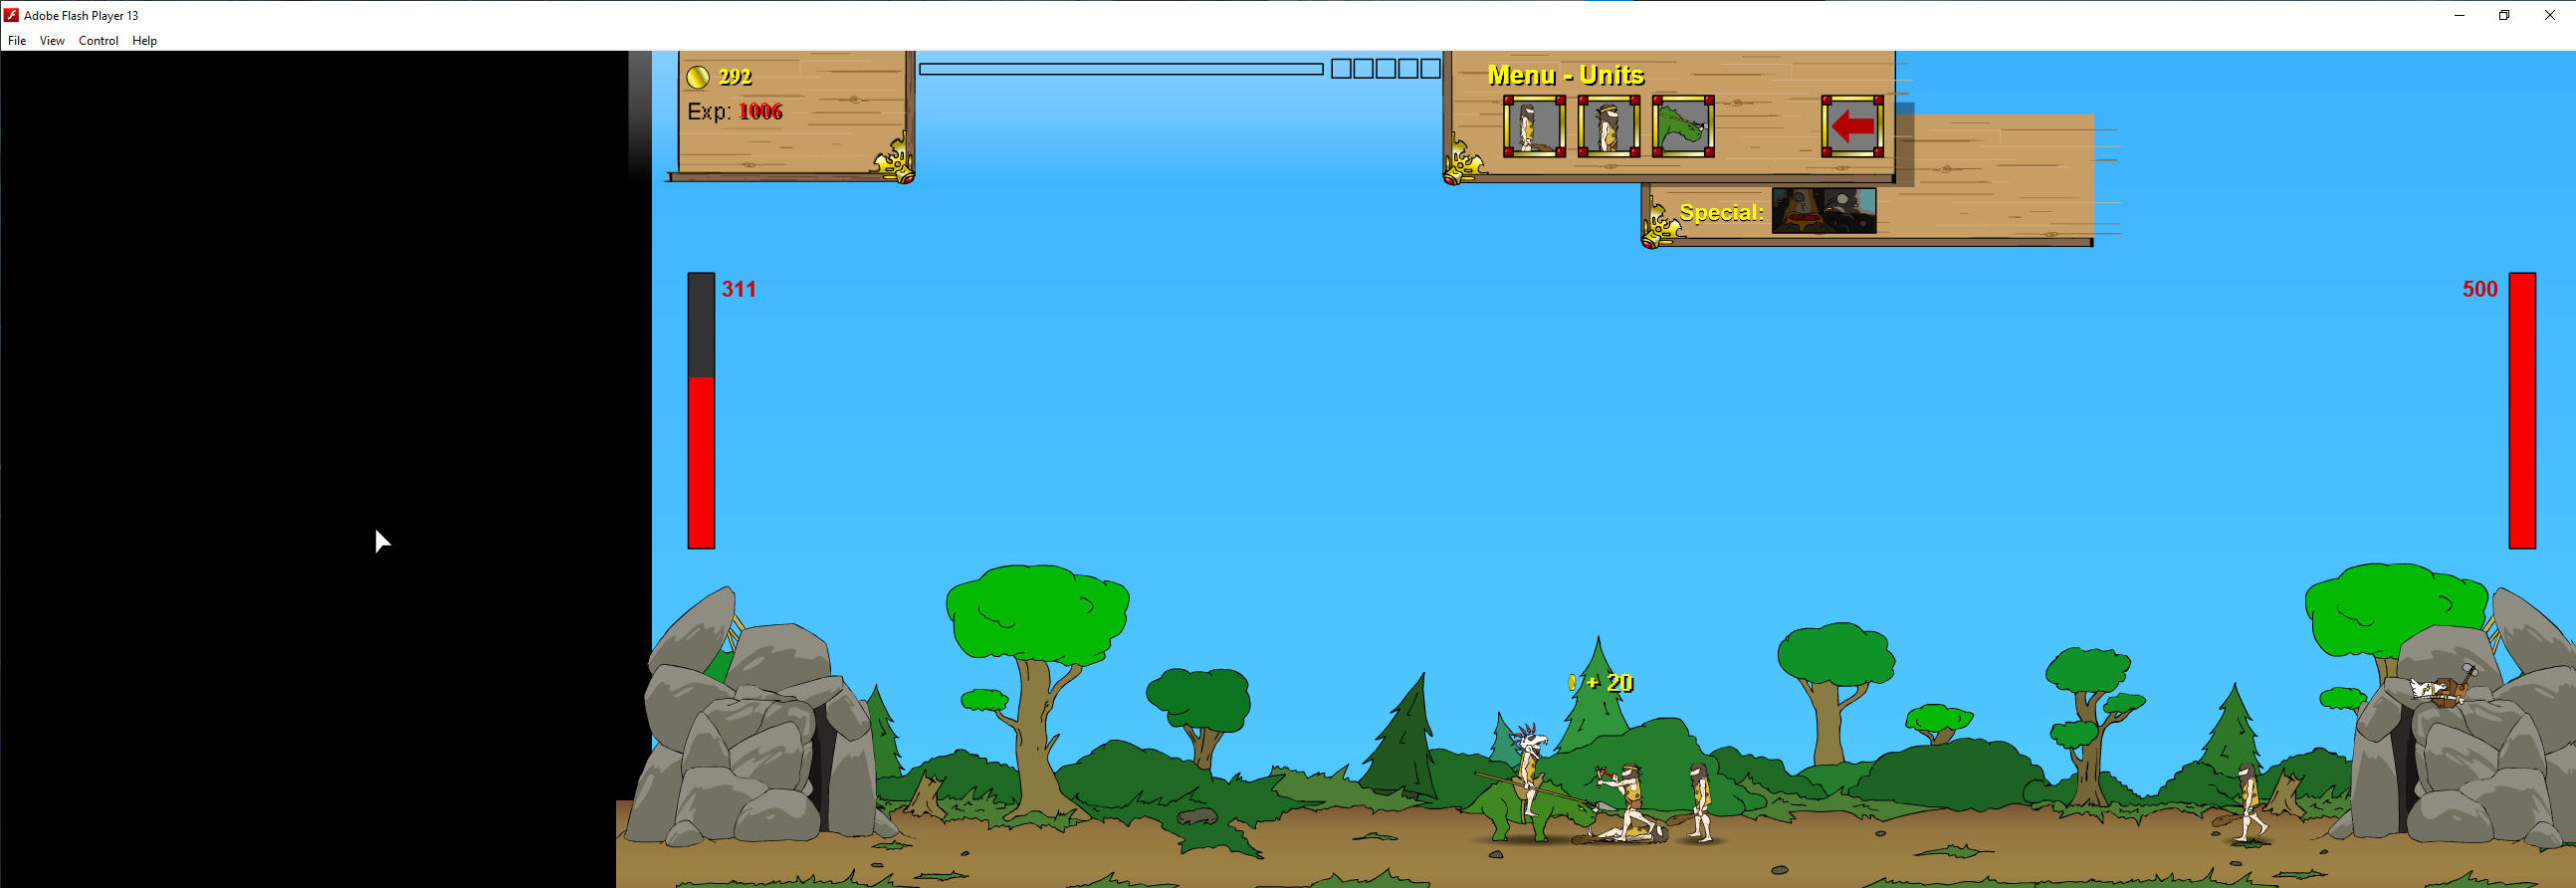 Adobe Flash Player 13
File View Control Help
292
Exp: 1006
Menu - Units
Special:
311
500
+ 20